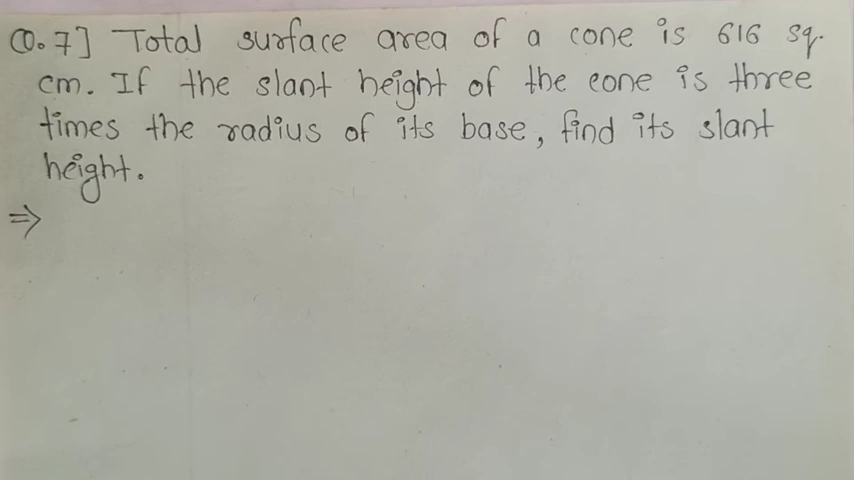 Q.7] Total surface area of a cone is 616 sq.
cm. If the slant height of the cone is three
times the radius of its base, find its slant
height.
⇒